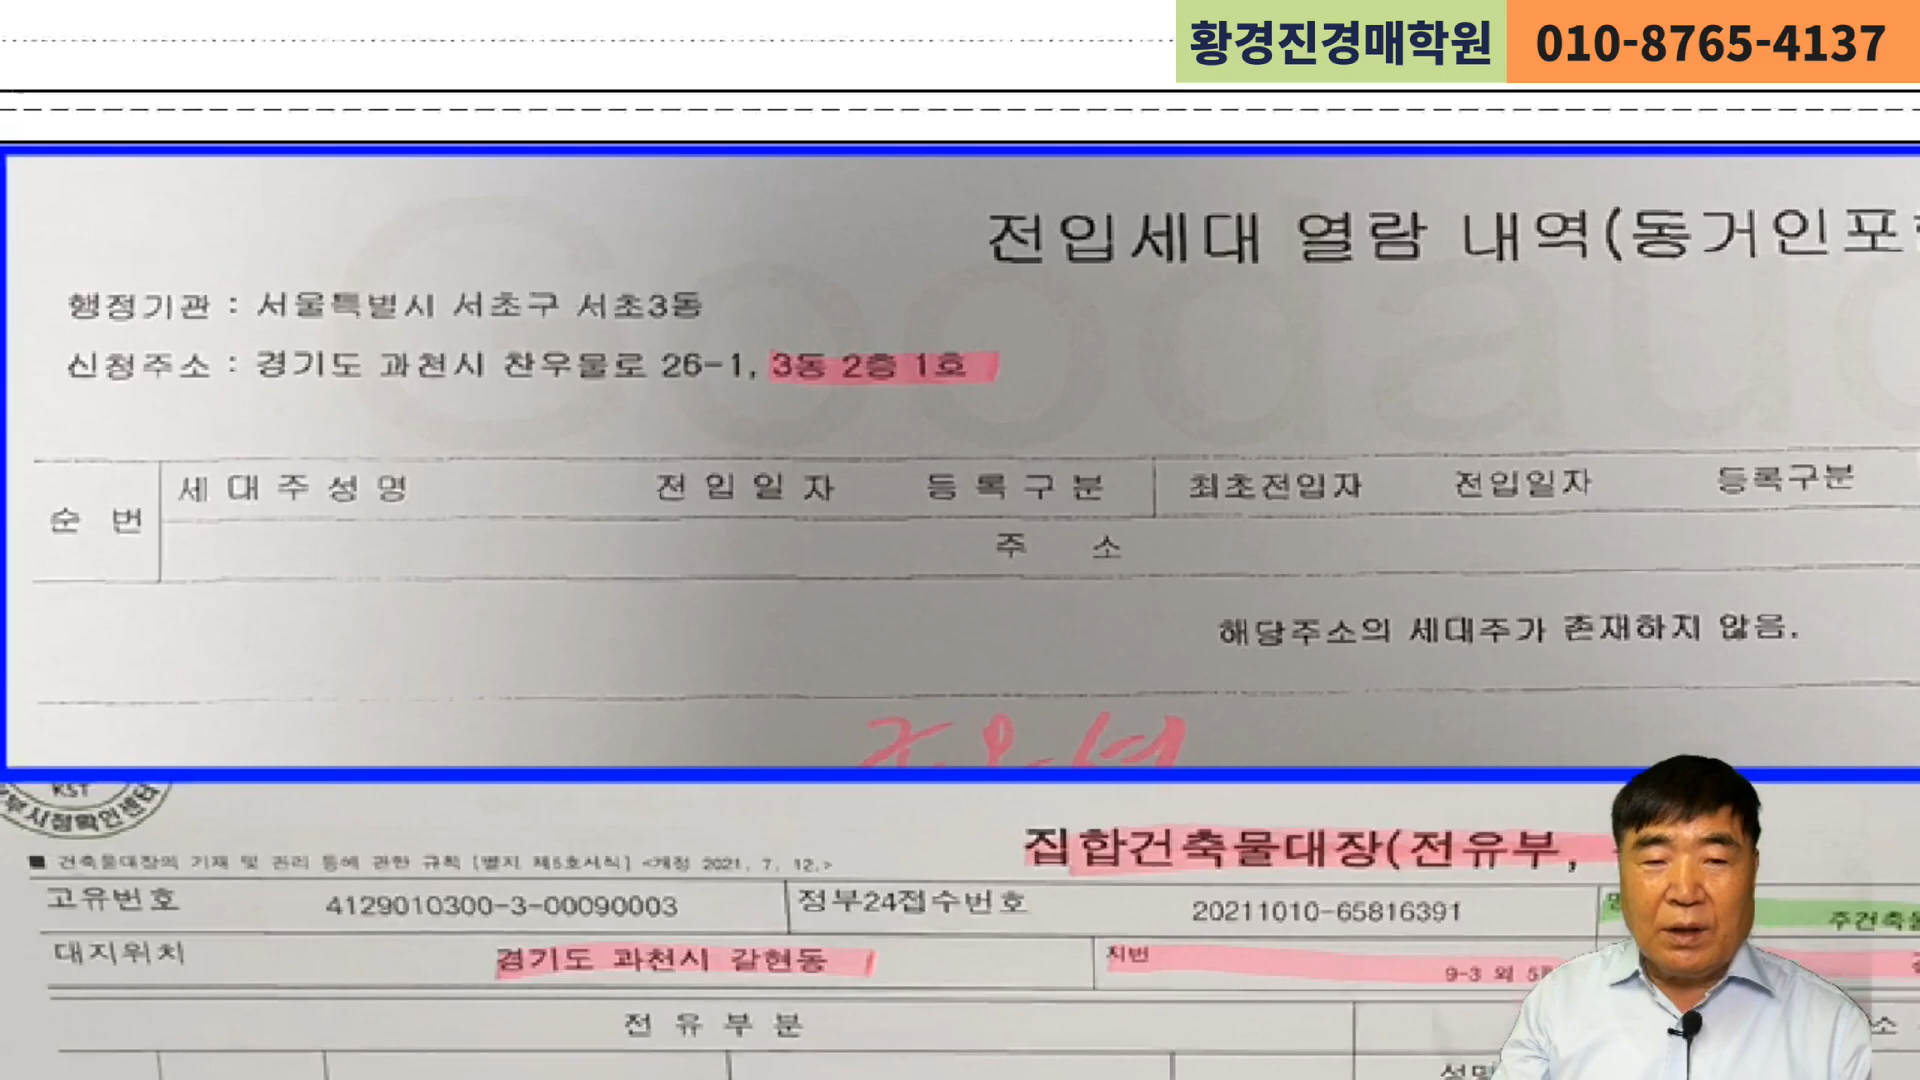 황경진경매학원 010-8765-4137
전입세대 열람 내역(동거인포
행정기관 : 서울특별시 서초구 서초3동
신청주소 : 경기도 과천시 찬우물로 26-1, 3동 2층 1호
순 번 세 대 주 성 명 전 입 일 자 등 록 구 분 최초전입자 전입일자 등록구분
주 소
해당주소의 세대주가 존재하지 않음.
KST
시점확인센터
집합건축물대장(전유부,
■ 건축물대장의 기재 및 관리 등에 관한 규칙 [별지 제5호서식] <개정 2021. 7. 12.>
고유번호 4129010300-3-00090003 정부24접수번호 20211010-65816391 주건축물
대지위치 경기도 과천시 갈현동 지번 9-3 외 5필
전 유 부 분 소